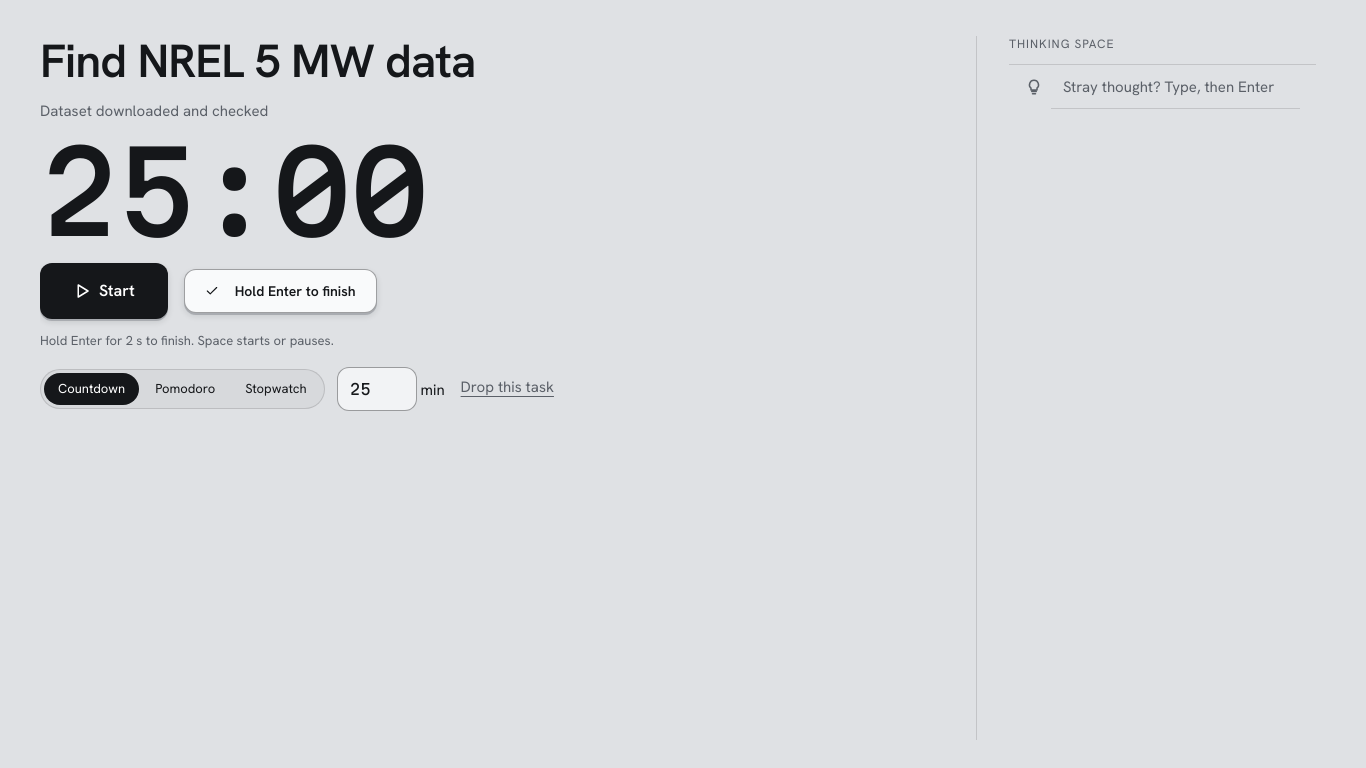 Find NREL 5 MW data
Dataset downloaded and checked
25:00
Start
Hold Enter to finish
Hold Enter for 2 s to finish. Space starts or pauses.
Countdown
Pomodoro
Stopwatch
25
min
Drop this task
THINKING SPACE
Stray thought? Type, then Enter